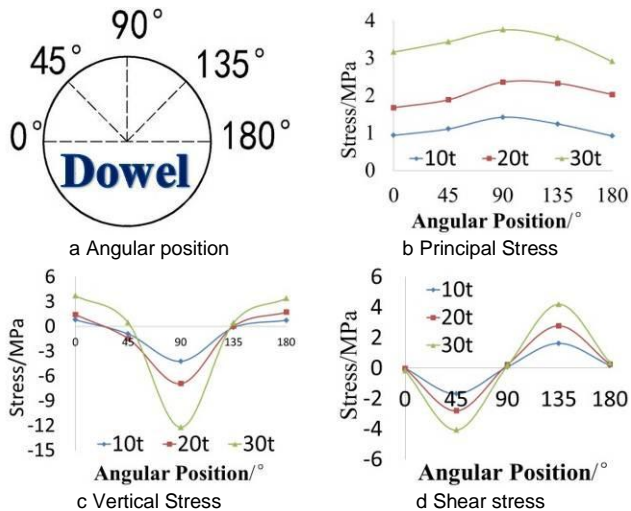 90°
45°
135°
0°
180°
Dowel
a Angular position
Stress/MPa
4
3
2
1
0
10t 20t 30t
0 45 90 135 180
Angular Position/°
b Principal Stress
Stress/MPa
6
3
0
-3
-6
-9
-12
-15
0 45 90 135 180
10t 20t 30t
Angular Position/°
c Vertical Stress
Stress/MPa
6
4
2
0
-2
-4
-6
10t
20t
30t
0 45 90 135 180
Angular Position/°
d Shear stress